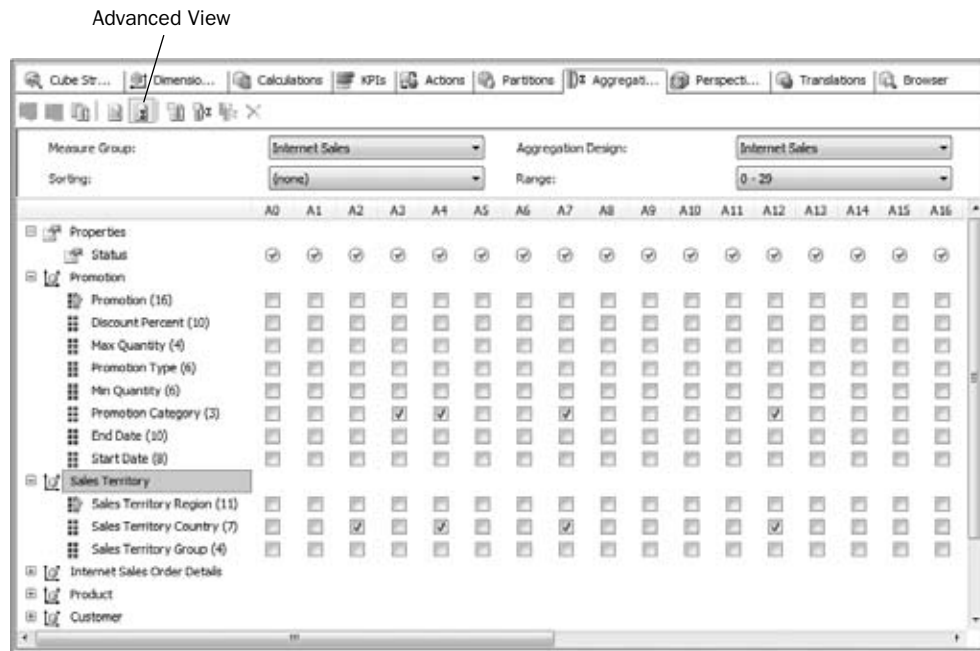 Advanced View
Cube Str... Dimensio... Calculations KPIs Actions Partitions Aggregati... Perspecti... Translations Browser
Measure Group: Internet Sales Aggregation Design: Internet Sales
Sorting: (none) Range: 0 - 29
A0 A1 A2 A3 A4 A5 A6 A7 A8 A9 A10 A11 A12 A13 A14 A15 A16
Properties
Status
Promotion
Promotion (16)
Discount Percent (10)
Max Quantity (4)
Promotion Type (6)
Min Quantity (6)
Promotion Category (3)
End Date (10)
Start Date (8)
Sales Territory
Sales Territory Region (11)
Sales Territory Country (7)
Sales Territory Group (4)
Internet Sales Order Details
Product
Customer